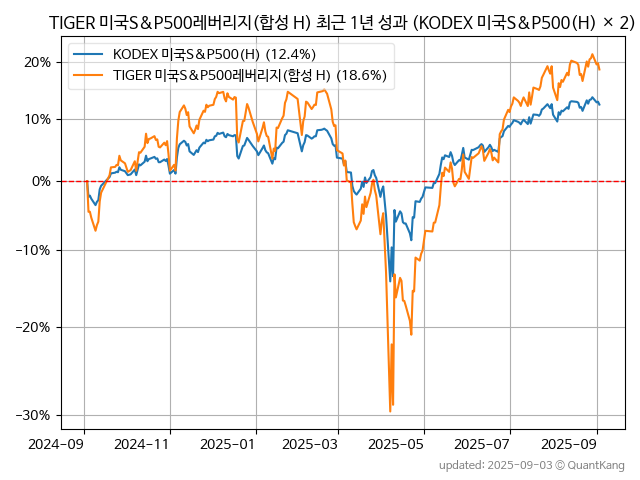 TIGER 미국S&P500레버리지(합성 H) 최근 1년 성과 (KODEX 미국S&P500(H) × 2)
KODEX 미국S&P500(H) (12.4%)
TIGER 미국S&P500레버리지(합성 H) (18.6%)
20%
10%
0%
−10%
−20%
−30%
2024-09 2024-11 2025-01 2025-03 2025-05 2025-07 2025-09
updated: 2025-09-03 © QuantKang